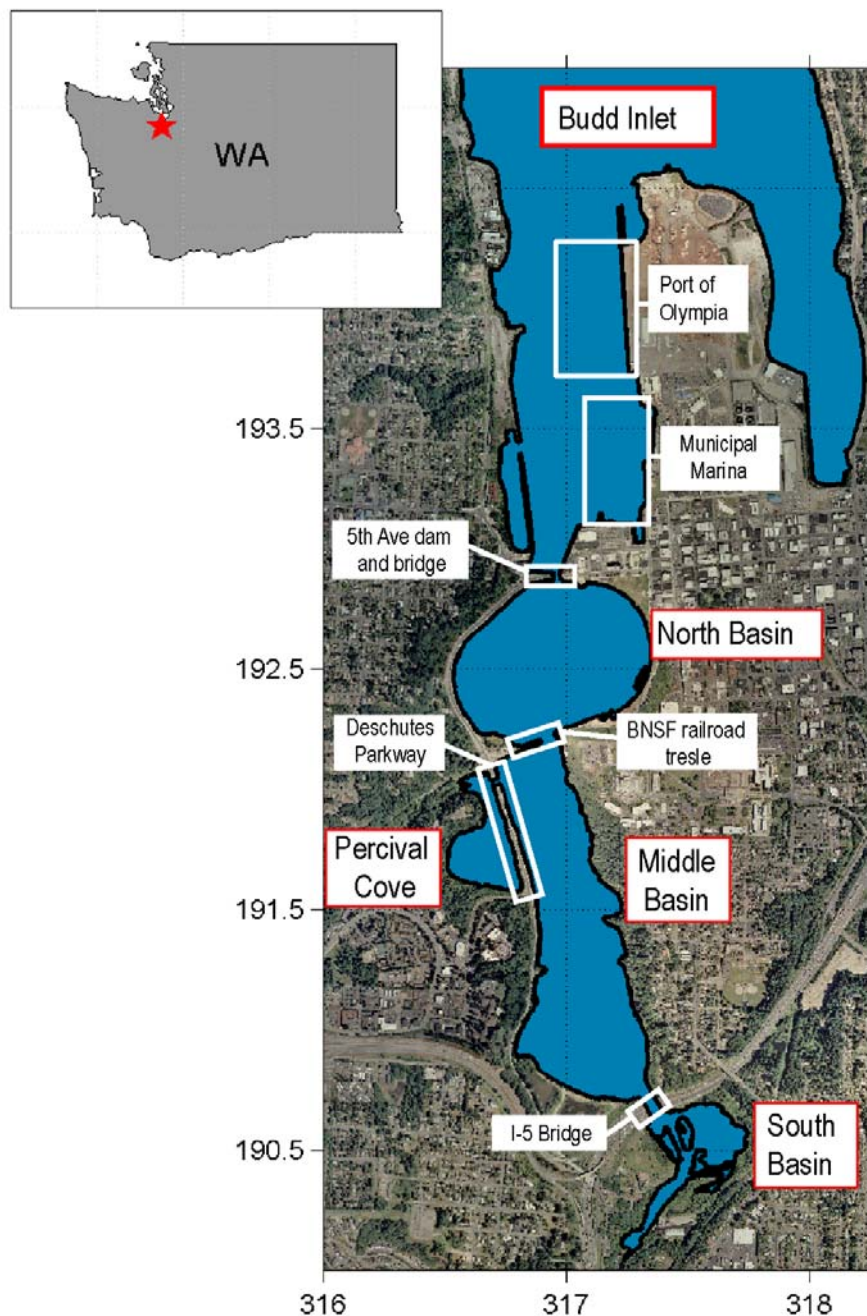 WA
Budd Inlet
Port of
Olympia
193.5
Municipal
Marina
5th Ave dam
and bridge
North Basin
192.5
Deschutes
Parkway
BNSF railroad
tresle
Percival
Cove
Middle
Basin
191.5
I-5 Bridge
South
Basin
190.5
316
317
318